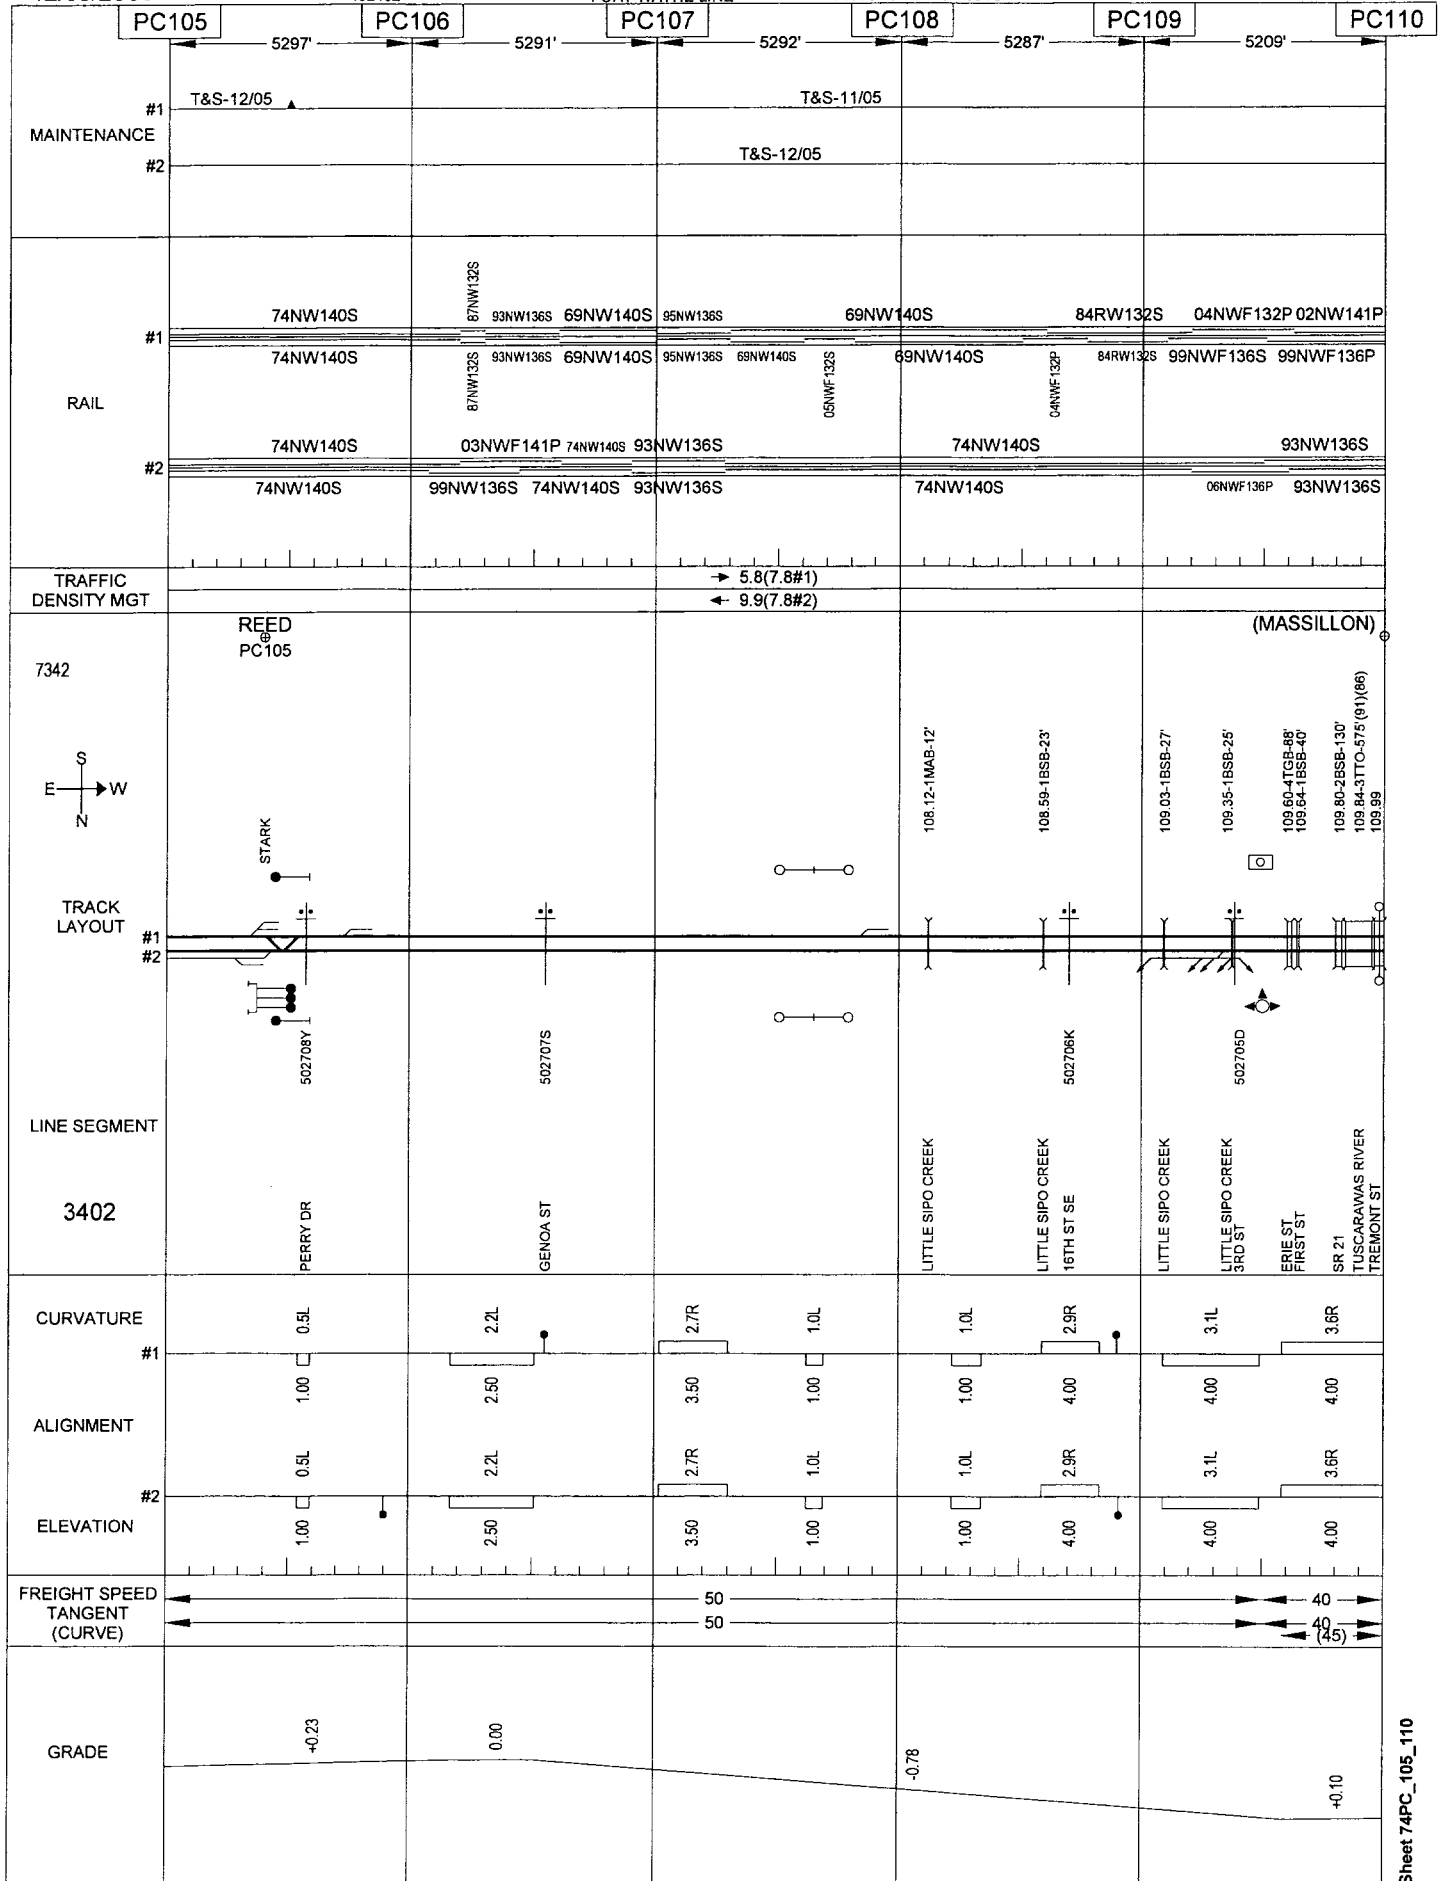 PC105 PC106 PC107 PC108 PC109 PC110
5297' 5291' 5292' 5287' 5209'
MAINTENANCE
#1 T&S-12/05 T&S-11/05
#2 T&S-12/05
RAIL
87NW132S
74NW140S 93NW136S 69NW140S 95NW136S 69NW140S 84RW132S 04NWF132P 02NW141P
#1
74NW140S 87NW132S 93NW136S 69NW140S 95NW136S 69NW140S 05NWF132S 69NW140S 04NWF132P 84RW132S 99NWF136S 99NWF136P
74NW140S 03NWF141P 74NW140S 93NW136S 74NW140S 93NW136S
#2
74NW140S 99NW136S 74NW140S 93NW136S 74NW140S 06NWF136P 93NW136S
TRAFFIC
DENSITY MGT
5.8(7.8#1)
9.9(7.8#2)
REED
PC105
(MASSILLON)
7342
S
E W
N
STARK
108.12-1MAB-12'
108.59-1BSB-23'
109.03-1BSB-27'
109.35-1BSB-25'
109.60-4TGB-88'
109.64-1BSB-40'
109.80-2BSB-130'
109.84-3TTO-575'(91)(86)
109.99
TRACK
LAYOUT
#1
#2
502708Y
502707S
502706K
502705D
LINE SEGMENT
3402
PERRY DR
GENOA ST
LITTLE SIPO CREEK
LITTLE SIPO CREEK
16TH ST SE
LITTLE SIPO CREEK
LITTLE SIPO CREEK
3RD ST
ERIE ST
FIRST ST
SR 21
TUSCARAWAS RIVER
TREMONT ST
CURVATURE
0.5L 2.2L 2.7R 1.0L 1.0L 2.9R 3.1L 3.6R
#1
1.00 2.50 3.50 1.00 1.00 4.00 4.00 4.00
ALIGNMENT
0.5L 2.2L 2.7R 1.0L 1.0L 2.9R 3.1L 3.6R
#2
ELEVATION
1.00 2.50 3.50 1.00 1.00 4.00 4.00 4.00
FREIGHT SPEED
TANGENT
(CURVE)
50 40
50 40
(45)
GRADE
+0.23 0.00 -0.78 +0.10
Sheet 74PC_105_110